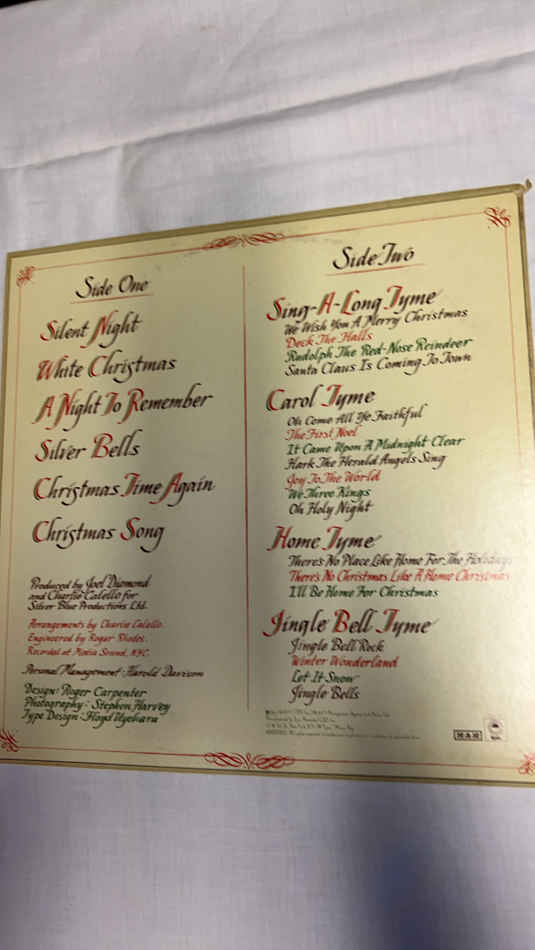 Side One
Silent Night
White Christmas
A Night To Remember
Silver Bells
Christmas Time Again
Christmas Song
Produced by Joel Diamond
and Charlie Calello for
Silver Blue Productions Ltd.
Arrangements by Charlie Calello
Engineered by Roger Rhodes
Recorded at Media Sound, NYC
Personal Management: Harold Davison
Design: Roger Carpenter
Photography: Stephen Harvey
Type Design: Floyd Uyehara
Side Two
Sing-A-Long Tyme
We Wish You A Merry Christmas
Deck The Halls
Rudolph The Red-Nose Reindeer
Santa Claus Is Coming To Town
Carol Tyme
Oh Come All Ye Faithful
The First Noel
It Came Upon A Midnight Clear
Hark The Herald Angels Sing
Joy To The World
We Three Kings
Oh Holy Night
Home Tyme
There's No Place Like Home For The Holidays
There's No Christmas Like A Home Christmas
I'll Be Home For Christmas
Jingle Bell Tyme
Jingle Bell Rock
Winter Wonderland
Let It Snow
Jingle Bells
MAM